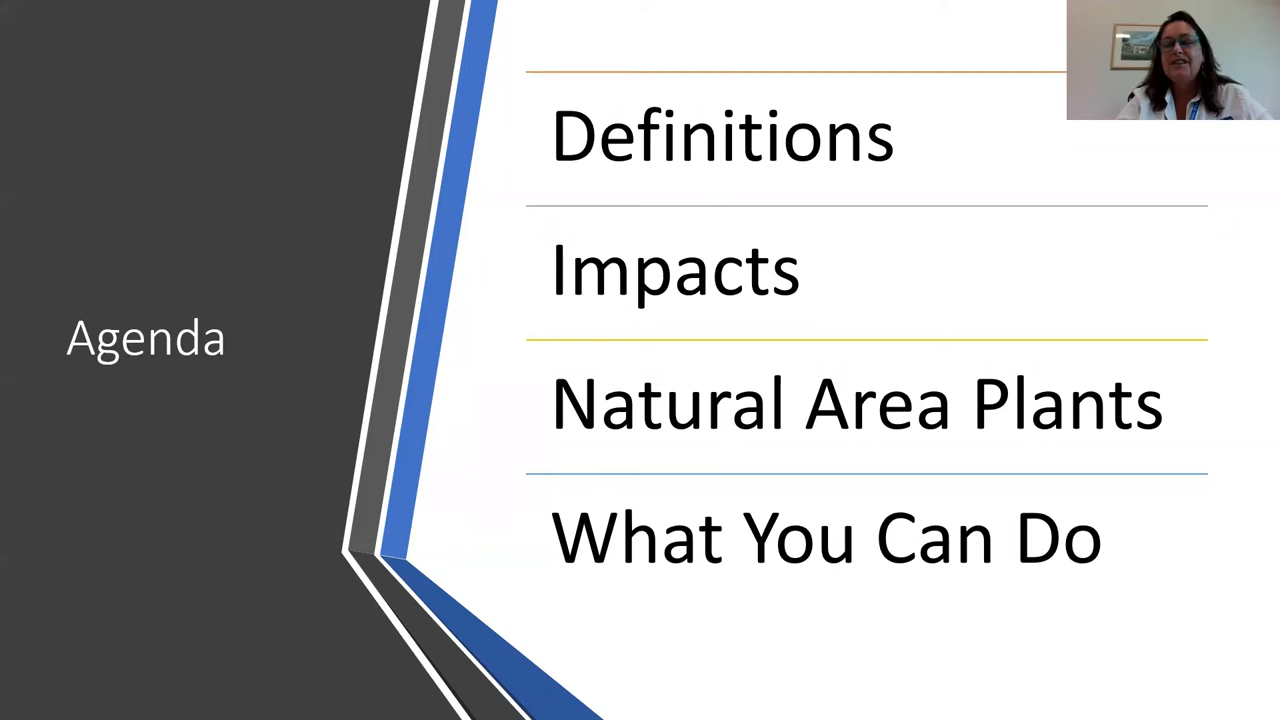 Agenda
Definitions
Impacts
Natural Area Plants
What You Can Do